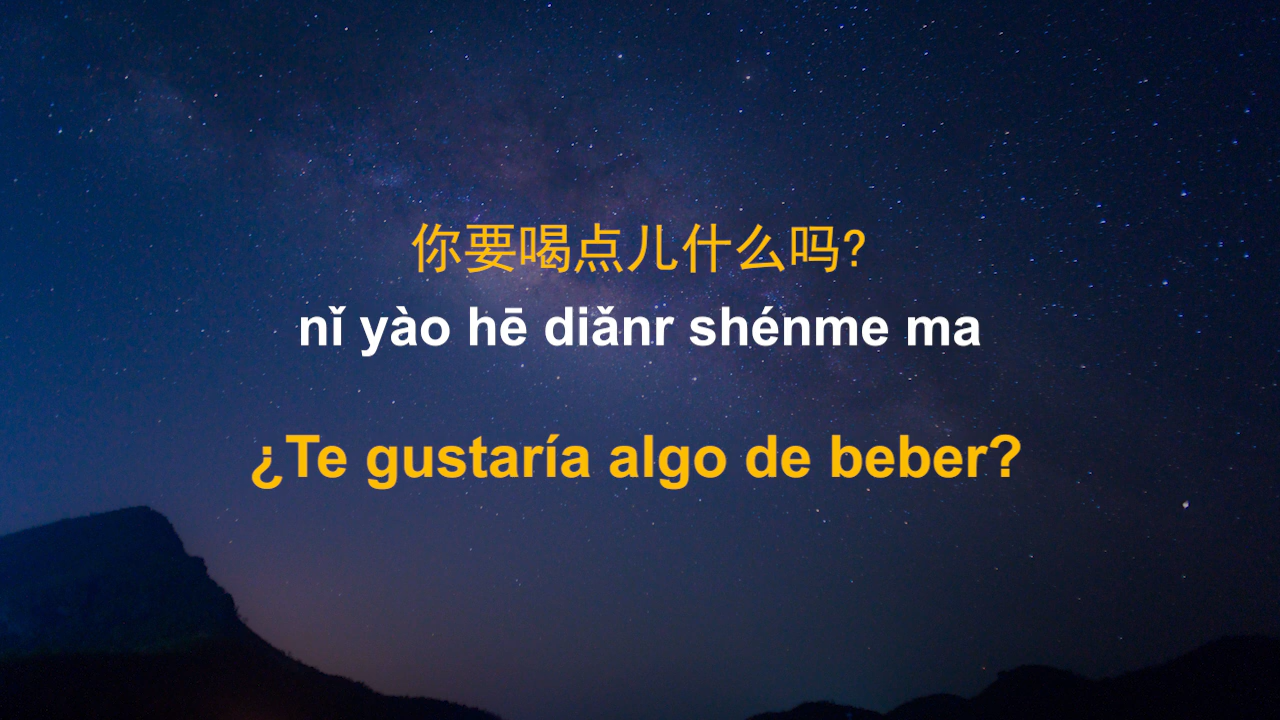 你要喝点儿什么吗?
nǐ yào hē diǎnr shénme ma
¿Te gustaría algo de beber?